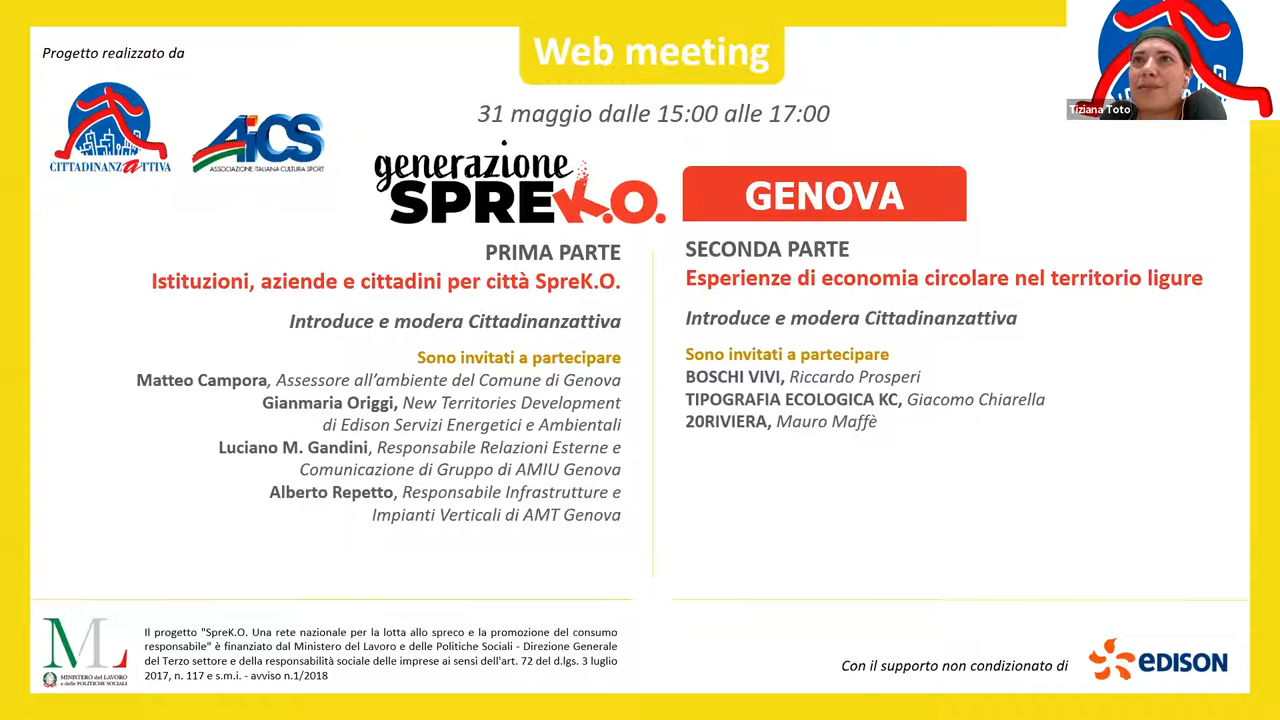 Progetto realizzato da
CITTADINANZATTIVA
AiCS
ASSOCIAZIONE ITALIANA CULTURA SPORT
Web meeting
31 maggio dalle 15:00 alle 17:00
generazione
SPREK.O.
GENOVA
Tiziana Toto
PRIMA PARTE
Istituzioni, aziende e cittadini per città SpreK.O.
Introduce e modera Cittadinanzattiva
Sono invitati a partecipare
Matteo Campora, Assessore all’ambiente del Comune di Genova
Gianmaria Origgi, New Territories Development
di Edison Servizi Energetici e Ambientali
Luciano M. Gandini, Responsabile Relazioni Esterne e
Comunicazione di Gruppo di AMIU Genova
Alberto Repetto, Responsabile Infrastrutture e
Impianti Verticali di AMT Genova
SECONDA PARTE
Esperienze di economia circolare nel territorio ligure
Introduce e modera Cittadinanzattiva
Sono invitati a partecipare
BOSCHI VIVI, Riccardo Prosperi
TIPOGRAFIA ECOLOGICA KC, Giacomo Chiarella
20RIVIERA, Mauro Maffè
ML
MINISTERO del LAVORO
e delle POLITICHE SOCIALI
Il progetto "SpreK.O. Una rete nazionale per la lotta allo spreco e la promozione del consumo
responsabile" è finanziato dal Ministero del Lavoro e delle Politiche Sociali - Direzione Generale
del Terzo settore e della responsabilità sociale delle imprese ai sensi dell'art. 72 del d.lgs. 3 luglio
2017, n. 117 e s.m.i. - avviso n.1/2018
Con il supporto non condizionato di
EDISON